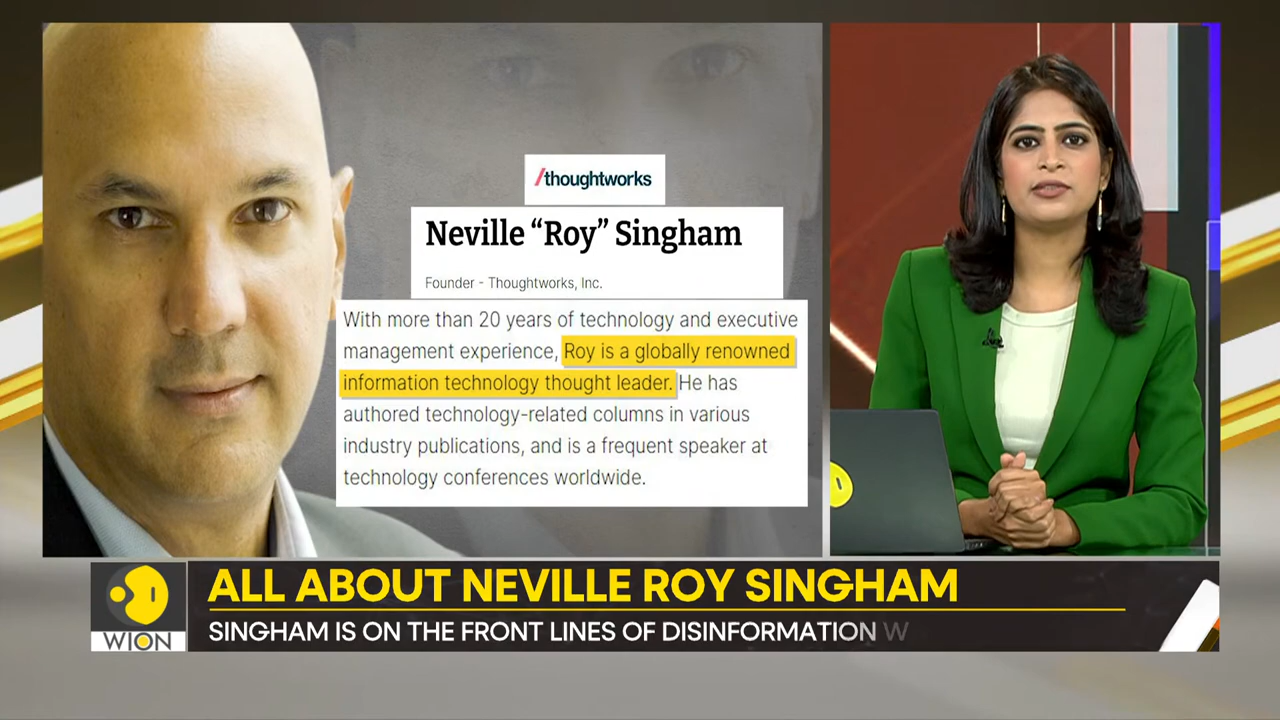 /thoughtworks
Neville “Roy” Singham
Founder - Thoughtworks, Inc.
With more than 20 years of technology and executive
management experience, Roy is a globally renowned
information technology thought leader. He has
authored technology-related columns in various
industry publications, and is a frequent speaker at
technology conferences worldwide.
ALL ABOUT NEVILLE ROY SINGHAM
SINGHAM IS ON THE FRONT LINES OF DISINFORMATION W
WION